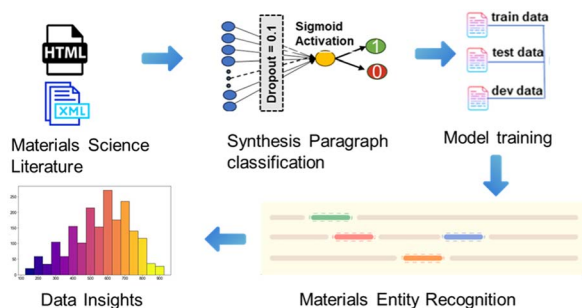 HTML
XML
Materials Science
Literature
Dropout = 0.1
Sigmoid
Activation
1
0
Synthesis Paragraph
classification
train data
test data
dev data
Model training
Materials Entity Recognition
Data Insights